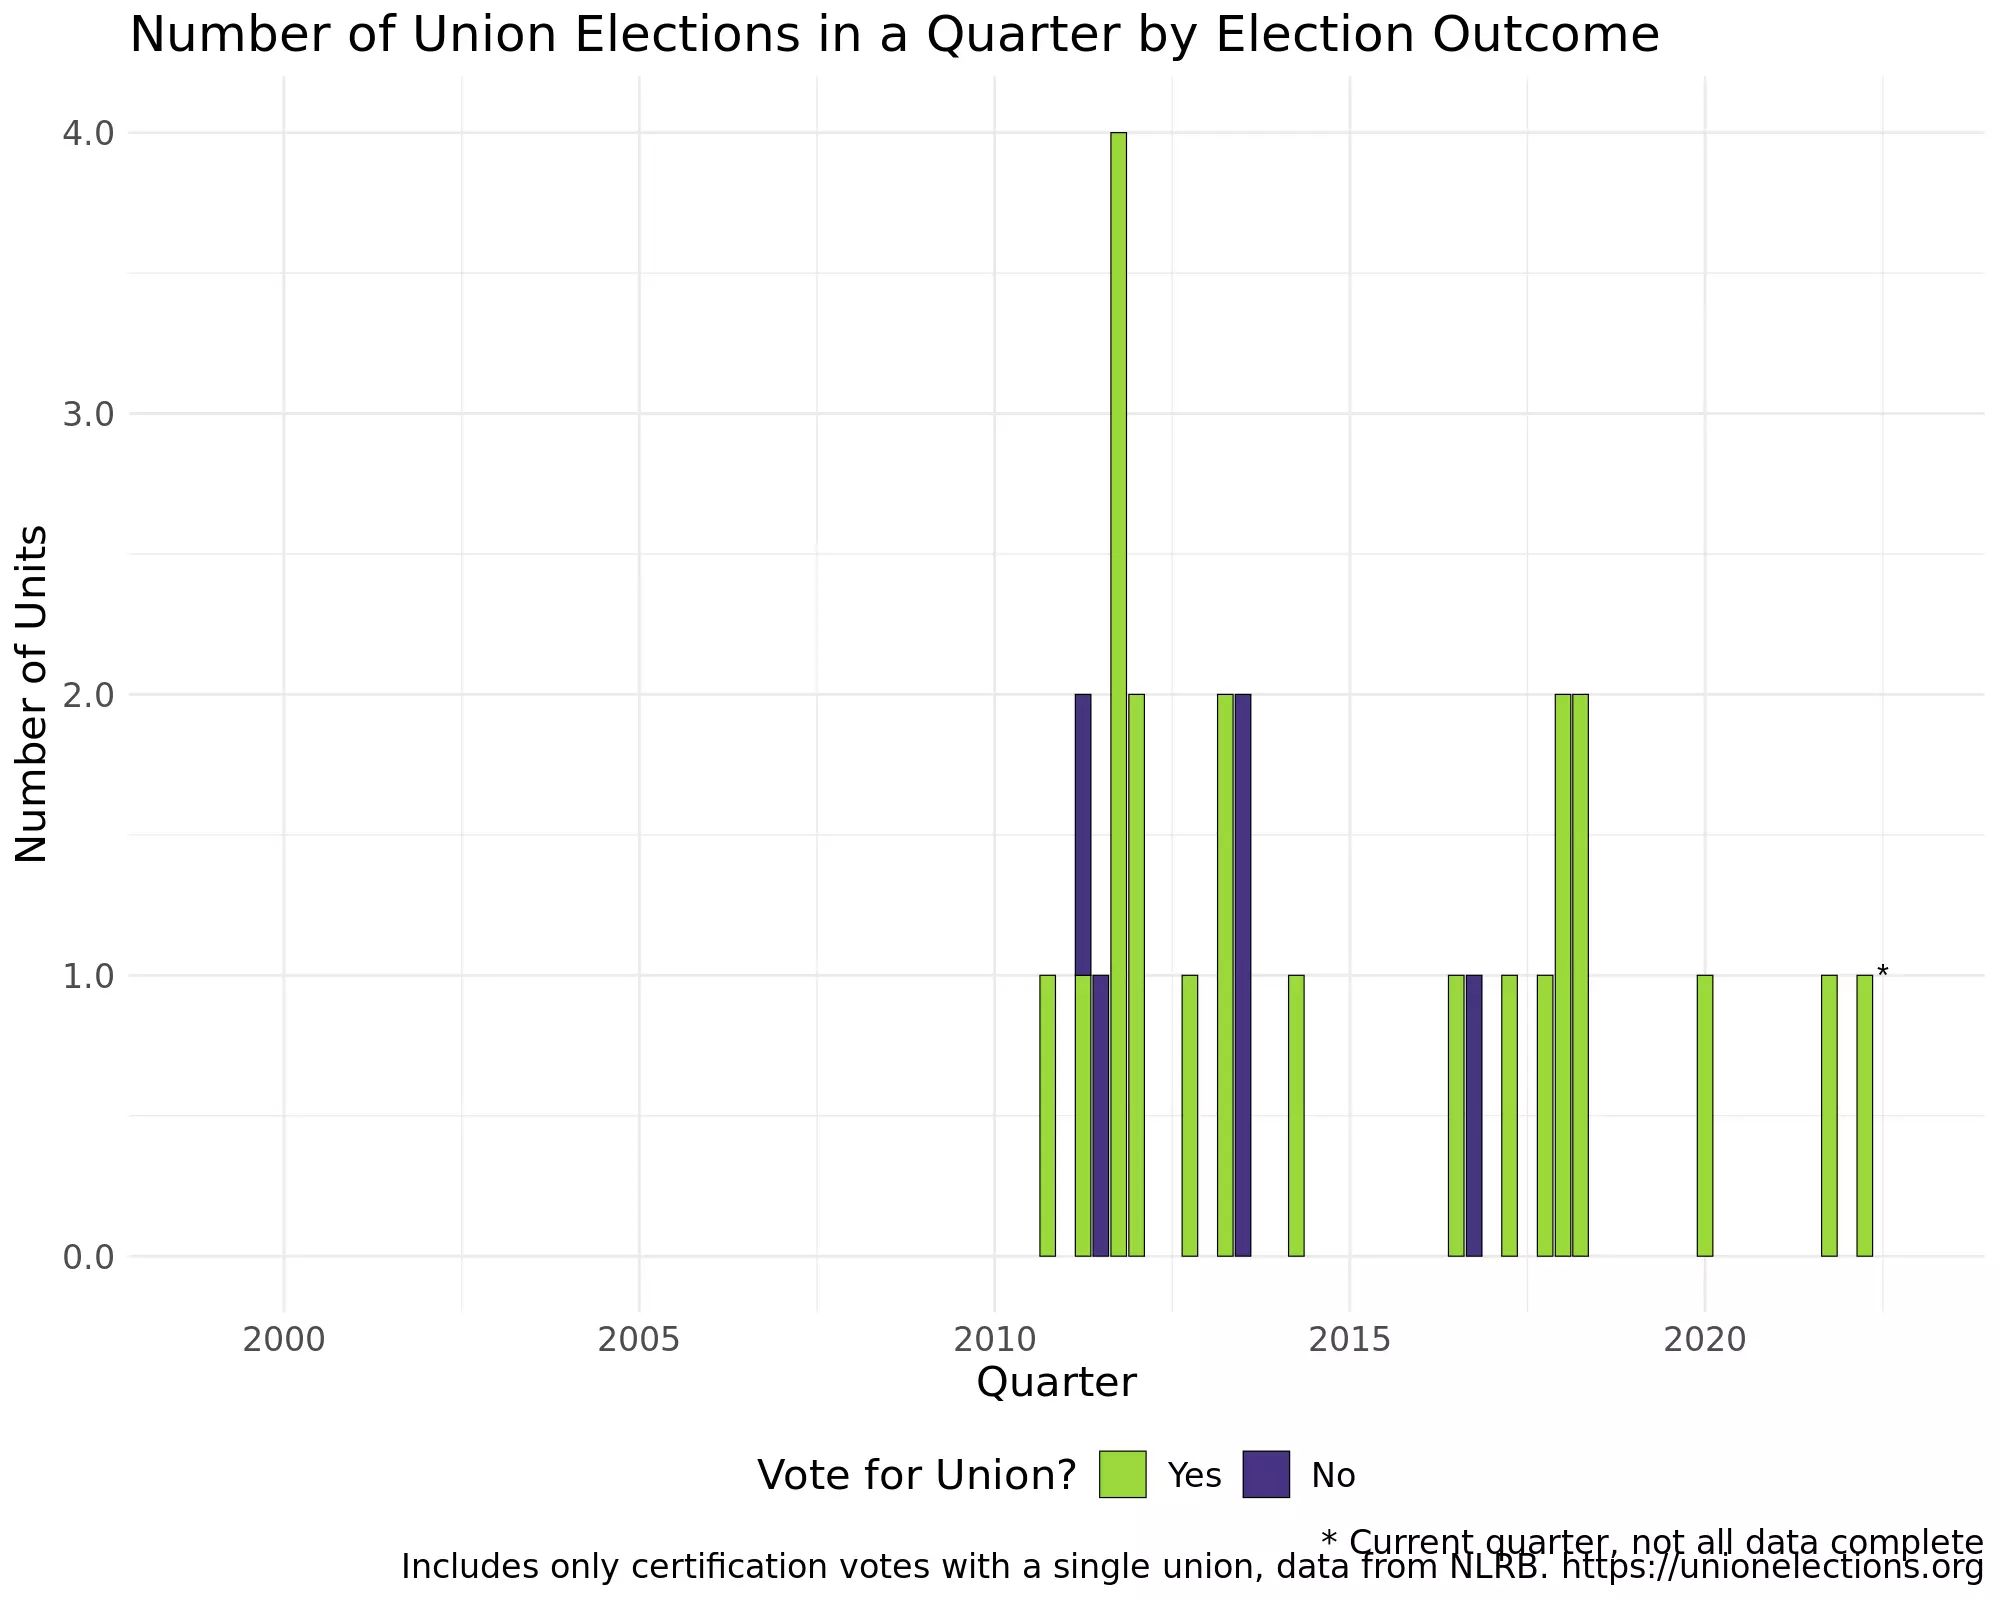 Number of Union Elections in a Quarter by Election Outcome
4.0
3.0
2.0
1.0
0.0
Number of Units
*
2000 2005 2010 2015 2020
Quarter
Vote for Union? Yes No
* Current quarter, not all data complete
Includes only certification votes with a single union, data from NLRB. https://unionelections.org